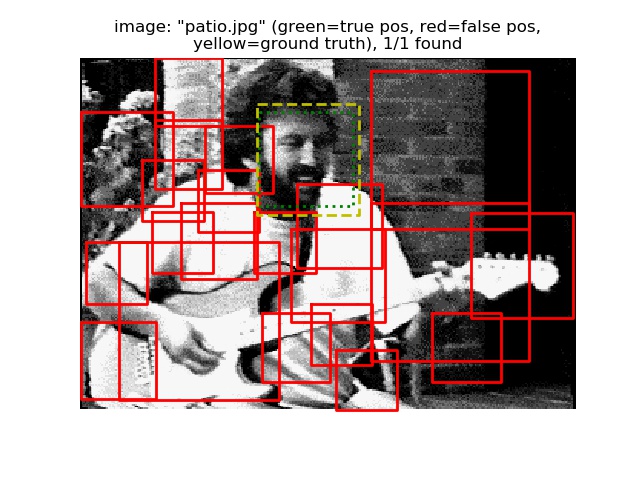 image: "patio.jpg" (green=true pos, red=false pos,
yellow=ground truth), 1/1 found